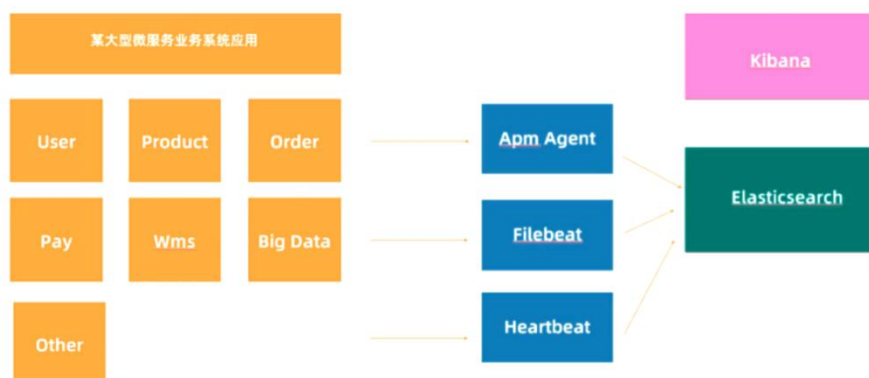 某大型微服务业务系统应用
Kibana
User
Product
Order
Apm Agent
Elasticsearch
Pay
Wms
Big Data
Filebeat
Other
Heartbeat